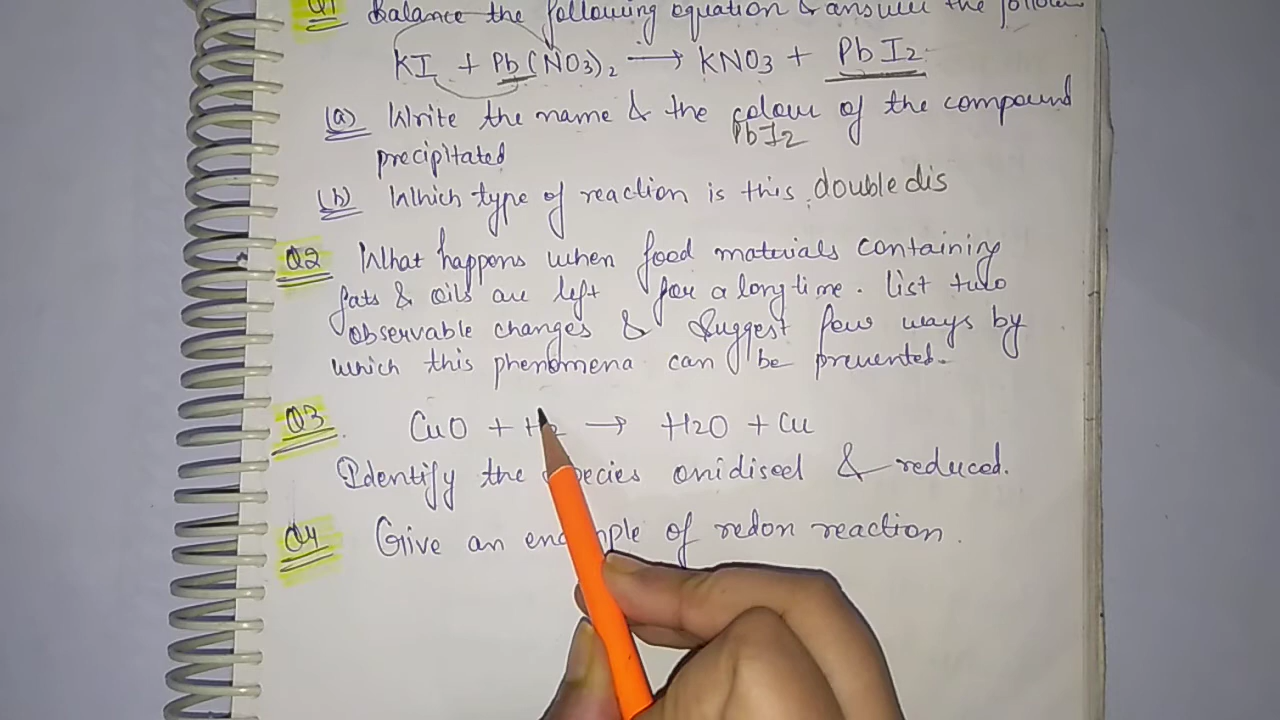 Q1 Balance the following equation & answer the follow
KI + Pb(NO3)2 → KNO3 + PbI2
(a) Write the name & the colour of the compound
PbI2
precipitated
(b) Which type of reaction is this. double dis
Q2 What happens when food materials containing
fats & oils are left for a long time. list two
observable changes & Suggest few ways by
which this phenomena can be prevented.
Q3 CuO + H2 → H2O + Cu
Identify the species oxidised & reduced.
Q4 Give an example of redox reaction.